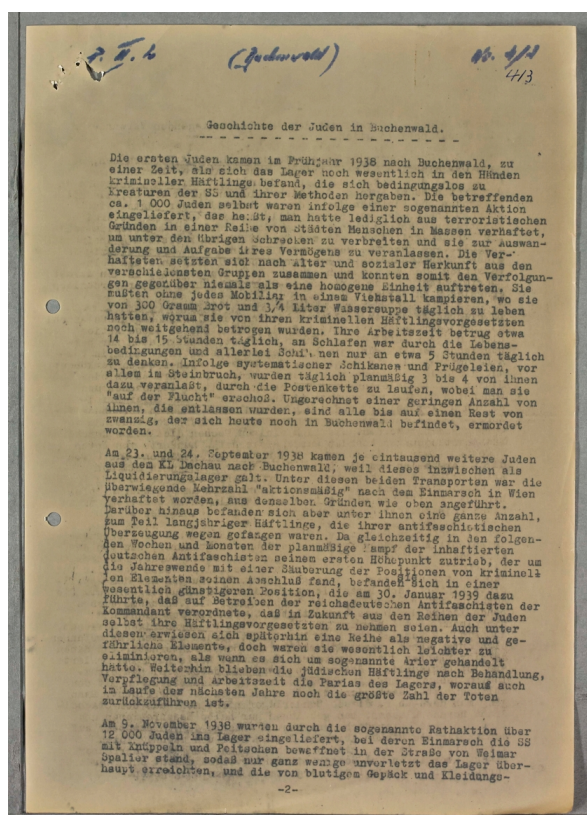 P. II. b (Buchenwald) No. 1/1
413
Geschichte der Juden in Buchenwald.
Die ersten Juden kamen im Frühjahr 1938 nach Buchenwald, zu
einer Zeit, als sich das Lager noch wesentlich in den Händen
krimineller Häftlinge befand, die sich bedingungslos zu
Kreaturen der SS und ihrer Methoden hergaben. Die betreffenden
ca. 1 000 Juden selbst waren infolge einer sogenannten Aktion
eingeliefert, das heißt, man hatte lediglich aus terroristischen
Gründen in einer Reihe von Städten Menschen in Massen verhaftet,
um unter den übrigen Schrecken zu verbreiten und sie zur Auswan-
derung und Aufgabe ihres Vermögens zu veranlassen. Die Ver-
hafteten setzten sich nach Alter und sozialer Herkunft aus den
verschiedensten Gruppen zusammen und konnten somit den Verfolgun-
gen gegenüber niemals als eine homogene Einheit auftreten. Sie
mußten ohne jedes Mobiliar in einem Viehstall kampieren, wo sie
von 300 Gramm Brot und 3/4 Liter Wassersuppe täglich zu leben
hatten, worum sie von ihren kriminellen Häftlingsvorgesetzten
noch weitgehend betrogen wurden. Ihre Arbeitszeit betrug etwa
14 bis 15 Stunden täglich, an Schlafen war durch die Lebens-
bedingungen und allerlei Schikanen nur an etwa 5 Stunden täglich
zu denken. Infolge systematischer Schikanen und Prügeleien, vor
allem im Steinbruch, wurden täglich planmäßig 3 bis 4 von ihnen
dazu veranlaßt, durch die Postenkette zu laufen, wobei man sie
"auf der Flucht" erschoß. Ungerechnet einer geringen Anzahl von
ihnen, die entlassen wurden, sind alle bis auf einen Rest von
zwanzig, der sich heute noch in Buchenwald befindet, ermordet
worden.
Am 23. und 24. September 1938 kamen je eintausend weitere Juden
aus dem KL Dachau nach Buchenwald, weil dieses inzwischen als
Liquidierungslager galt. Unter diesen beiden Transporten war die
überwiegende Mehrzahl "aktionsmäßig" nach dem Einmarsch in Wien
verhaftet worden, aus denselben Gründen wie oben angeführt.
Darüber hinaus befanden sich aber unter ihnen eine ganze Anzahl,
zum Teil langjähriger Häftlinge, die ihrer antifaschistischen
Überzeugung wegen gefangen waren. Da gleichzeitig in den folgen-
den Wochen und Monaten der planmäßige Kampf der inhaftierten
deutschen Antifaschisten seinem ersten Höhepunkt zutrieb, der um
die Jahreswende mit einer Säuberung der Positionen von kriminell
len Elementen seinen Abschluß fand, befanden sich in einer
wesentlich günstigeren Position, die am 30. Januar 1939 dazu
führte, daß auf Betreiben der reichsdeutschen Antifaschisten der
Kommandant verordnete, daß in Zukunft aus den Reihen der Juden
selbst ihre Häftlingsvorgesetzten zu nehmen seien. Auch unter
diesen erwiesen sich späterhin eine Reihe als negative und ge-
fährliche Elemente, doch waren sie wesentlich leichter zu
eliminieren, als wenn es sich um sogenannte Arier gehandelt
hätte. Weiterhin blieben die jüdischen Häftlinge nach Behandlung,
Verpflegung und Arbeitszeit die Parias des Lagers, worauf auch
im Laufe der nächsten Jahre noch die größte Zahl der Toten
zurückzuführen ist.
Am 9. November 1938 wurden durch die sogenannte Rathaktion über
12 000 Juden ins Lager eingeliefert, bei deren Einmarsch die SS
mit Knüppeln und Peitschen bewaffnet in der Straße von Weimar
Spalier stand, sodaß nur ganz wenige unverletzt das Lager über-
haupt erreichten, und die von blutigem Gepäck und Kleidungs-
-2-